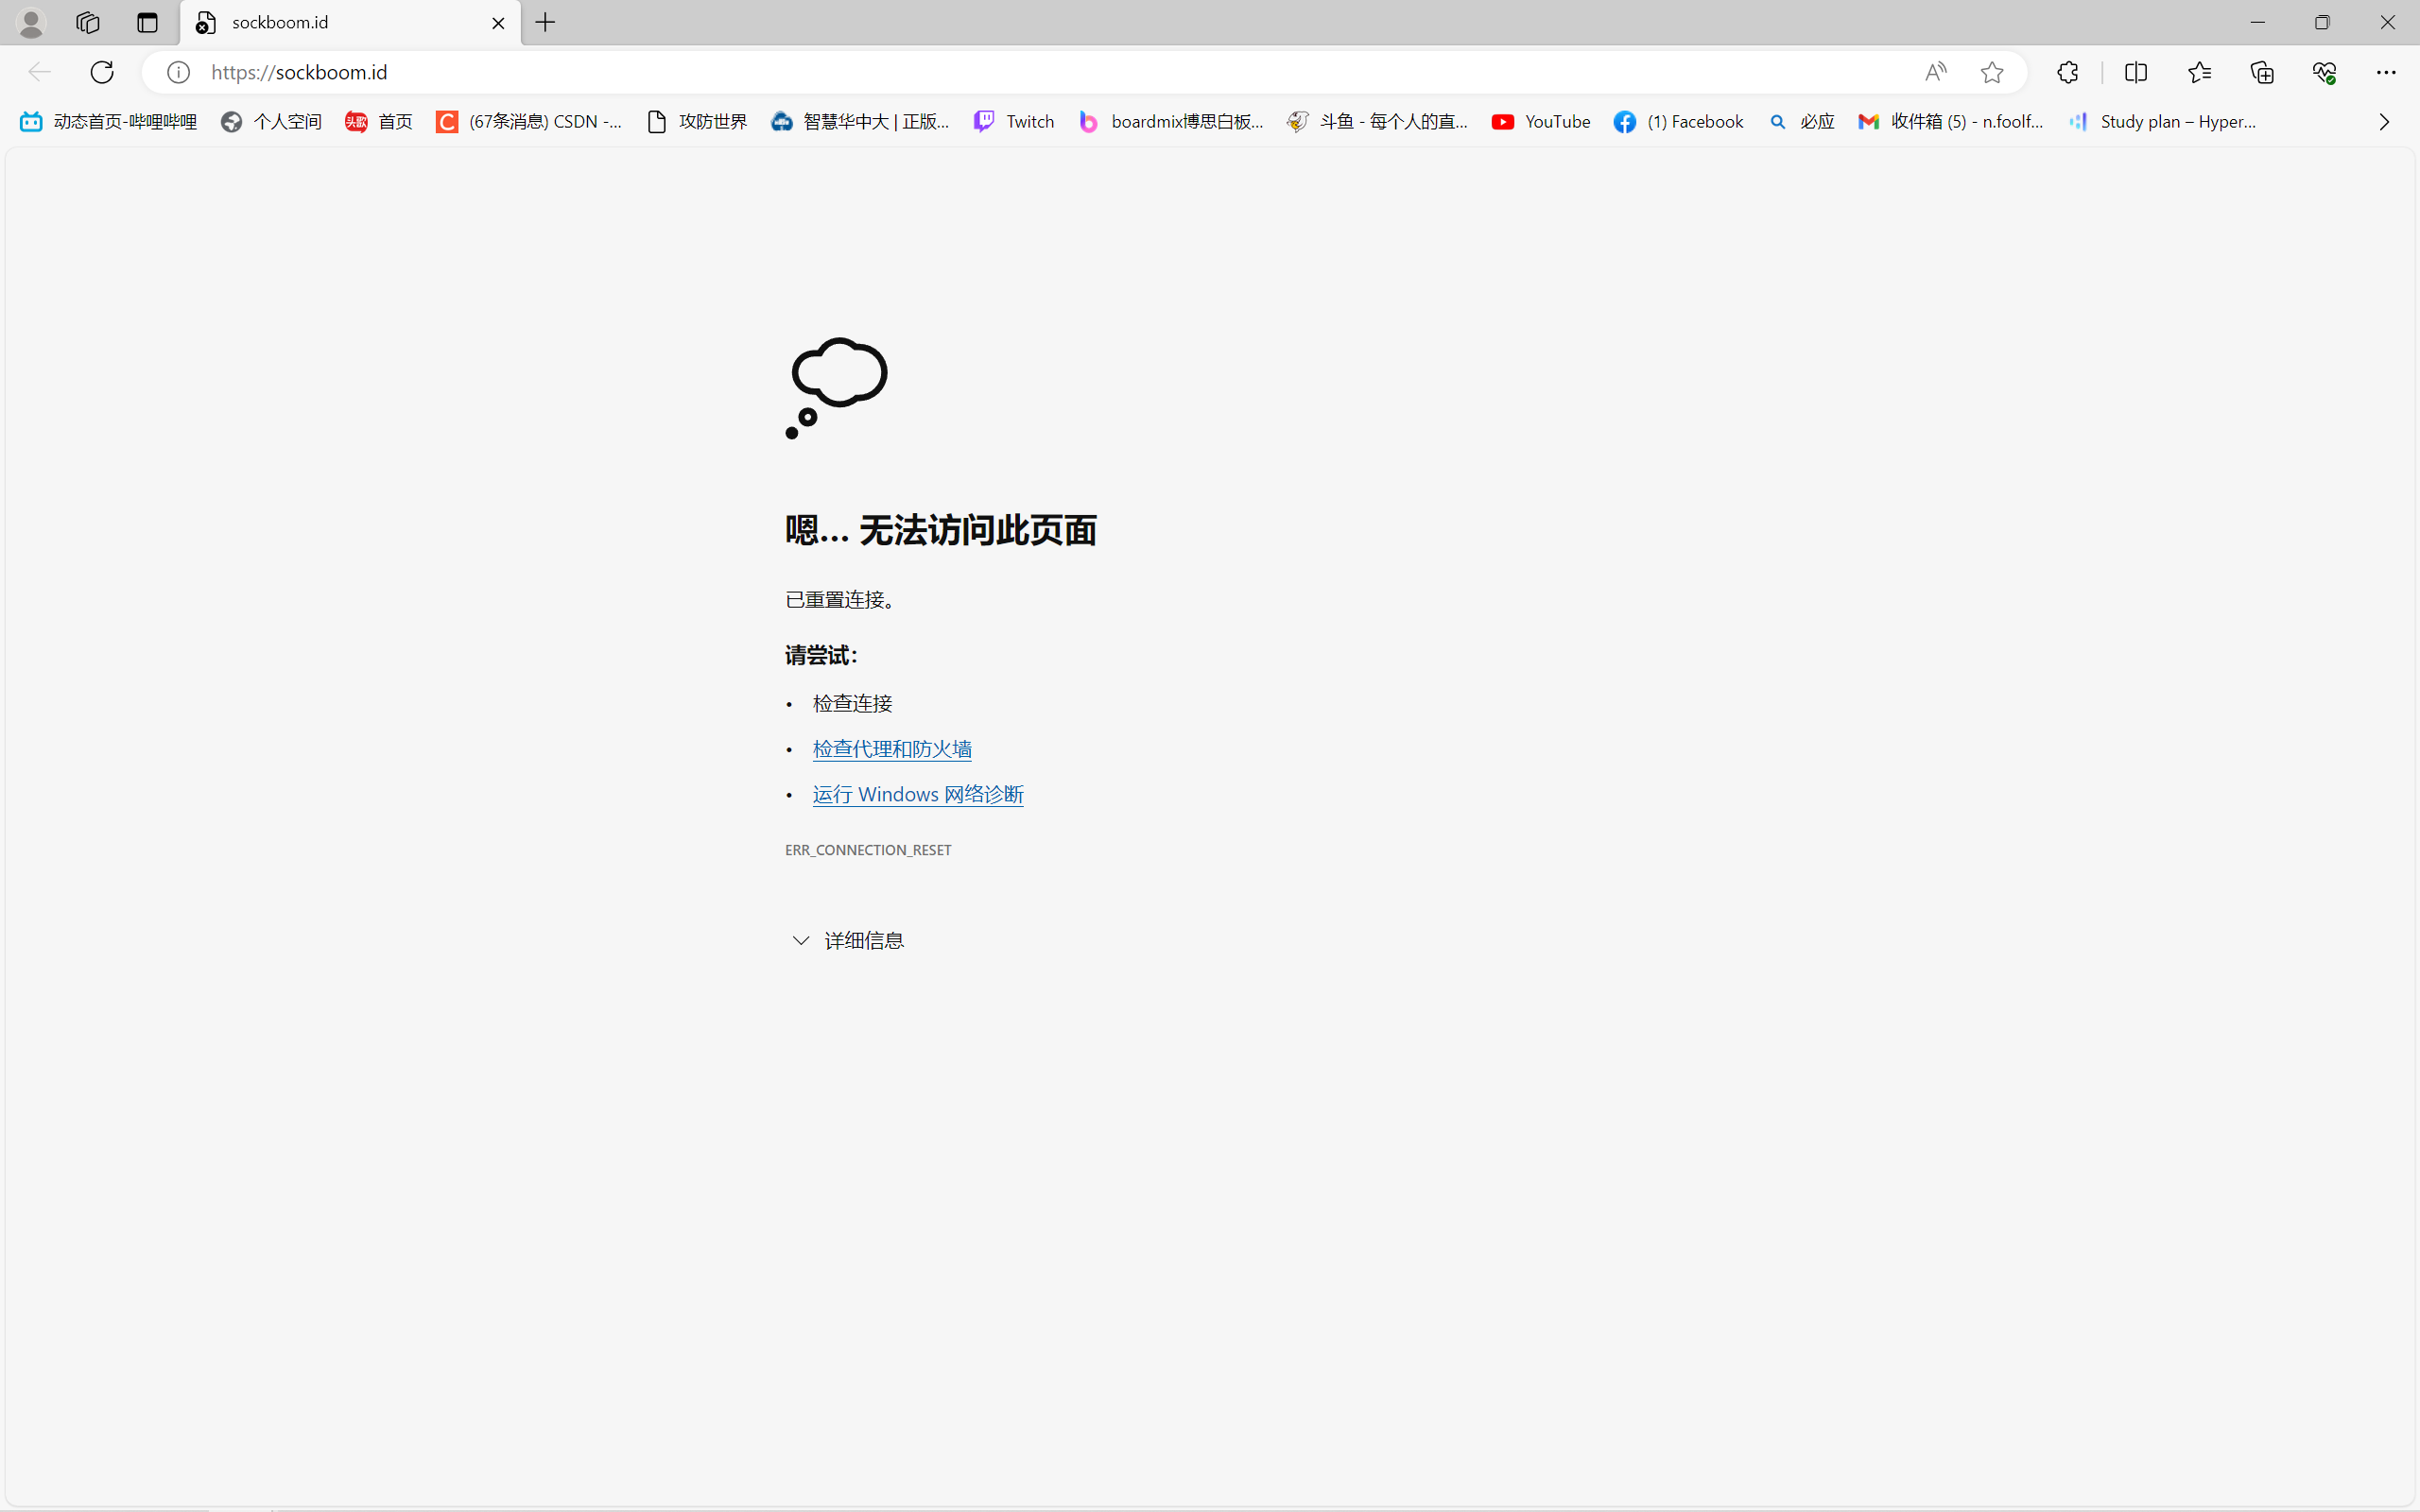 sockboom.id
https://sockboom.id
动态首页-哔哩哔哩 个人空间 头歌 首页 (67条消息) CSDN -... 攻防世界 智慧华中大 | 正版... Twitch boardmix博思白板... 斗鱼 - 每个人的直... YouTube (1) Facebook 必应 收件箱 (5) - n.foolf... Study plan – Hyper...
嗯… 无法访问此页面
已重置连接。
请尝试：
• 检查连接
• 检查代理和防火墙
• 运行 Windows 网络诊断
ERR_CONNECTION_RESET
详细信息